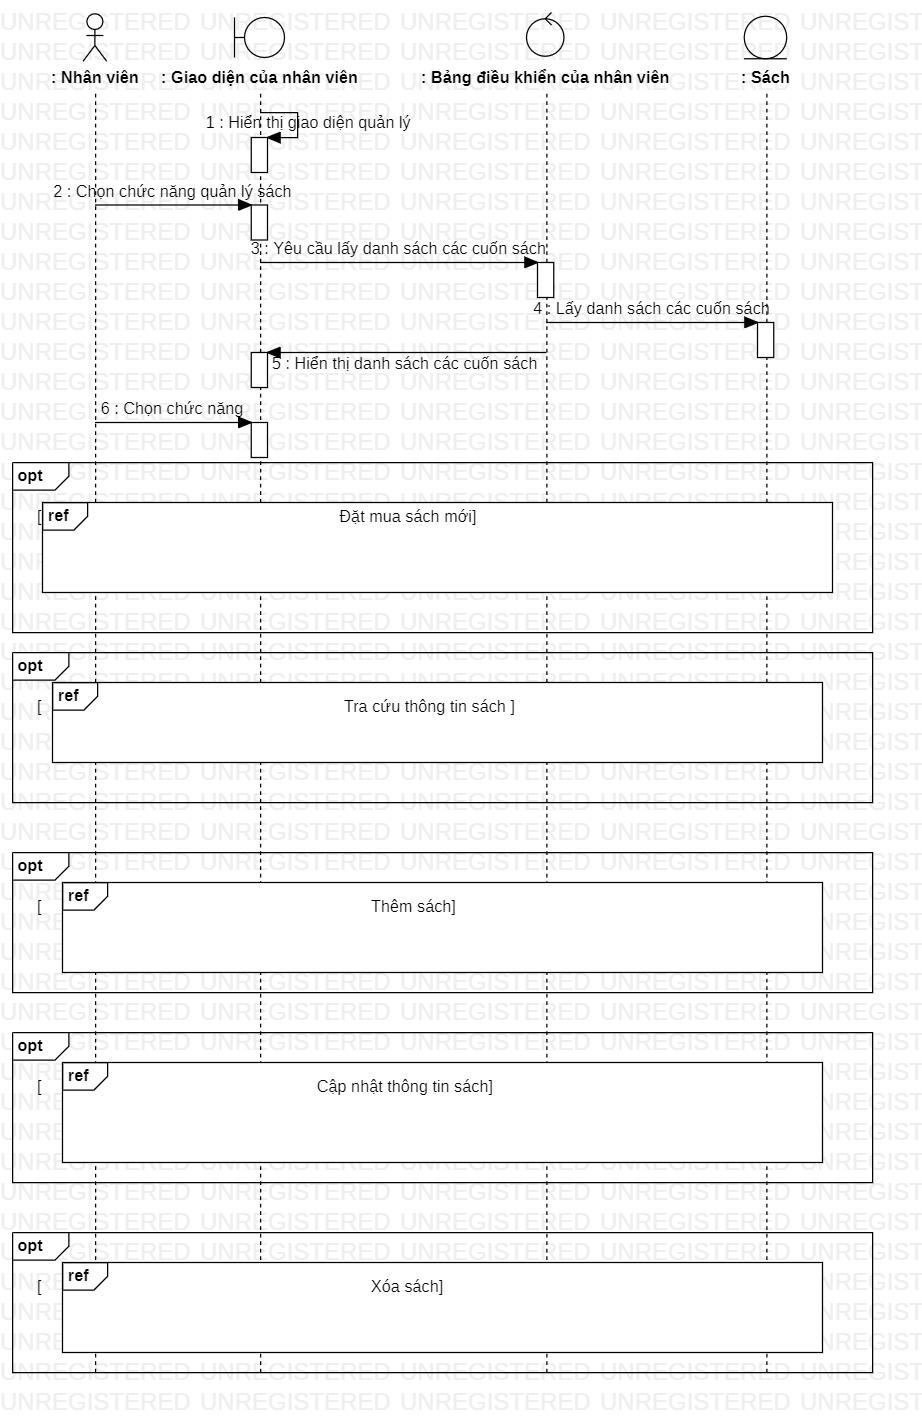 : Nhân viên : Giao diện của nhân viên : Bảng điều khiển của nhân viên : Sách
1 : Hiển thị giao diện quản lý
2 : Chọn chức năng quản lý sách
3 : Yêu cầu lấy danh sách các cuốn sách
4 : Lấy danh sách các cuốn sách
5 : Hiển thị danh sách các cuốn sách
6 : Chọn chức năng
opt
[ ref Đặt mua sách mới]
opt
ref
[ Tra cứu thông tin sách ]
opt
ref
[ Thêm sách]
opt
ref
[ Cập nhật thông tin sách]
opt
ref
[ Xóa sách]
UNREGISTERED